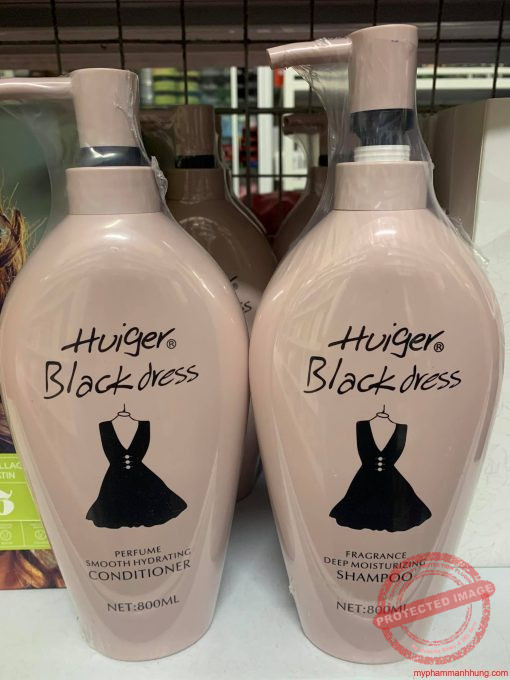 Huiger®
Black dress
PERFUME
SMOOTH HYDRATING
CONDITIONER
NET:800ML
Huiger®
Black dress
FRAGRANCE
DEEP MOISTURIZING
SHAMPOO
NET:800ML
PROTECTED IMAGE
www.myphammanhhung.com